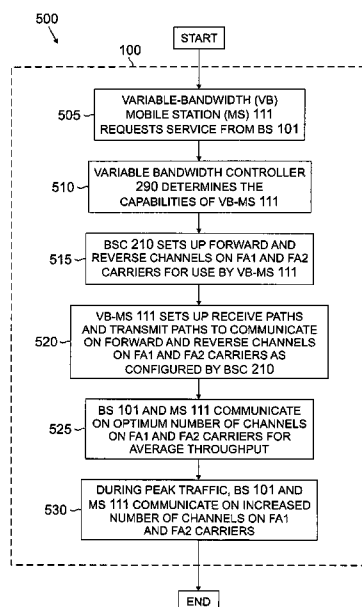 500
START
100
505
VARIABLE-BANDWIDTH (VB)
MOBILE STATION (MS) 111
REQUESTS SERVICE FROM BS 101
510
VARIABLE BANDWIDTH CONTROLLER
290 DETERMINES THE
CAPABILITIES OF VB-MS 111
515
BSC 210 SETS UP FORWARD AND
REVERSE CHANNELS ON FA1 AND FA2
CARRIERS FOR USE BY VB-MS 111
520
VB-MS 111 SETS UP RECEIVE PATHS
AND TRANSMIT PATHS TO COMMUNICATE
ON FORWARD AND REVERSE CHANNELS
ON FA1 AND FA2 CARRIERS AS
CONFIGURED BY BSC 210
525
BS 101 AND MS 111 COMMUNICATE
ON OPTIMUM NUMBER OF CHANNELS
ON FA1 AND FA2 CARRIERS FOR
AVERAGE THROUGHPUT
530
DURING PEAK TRAFFIC, BS 101 AND
MS 111 COMMUNICATE ON INCREASED
NUMBER OF CHANNELS ON FA1
AND FA2 CARRIERS
END